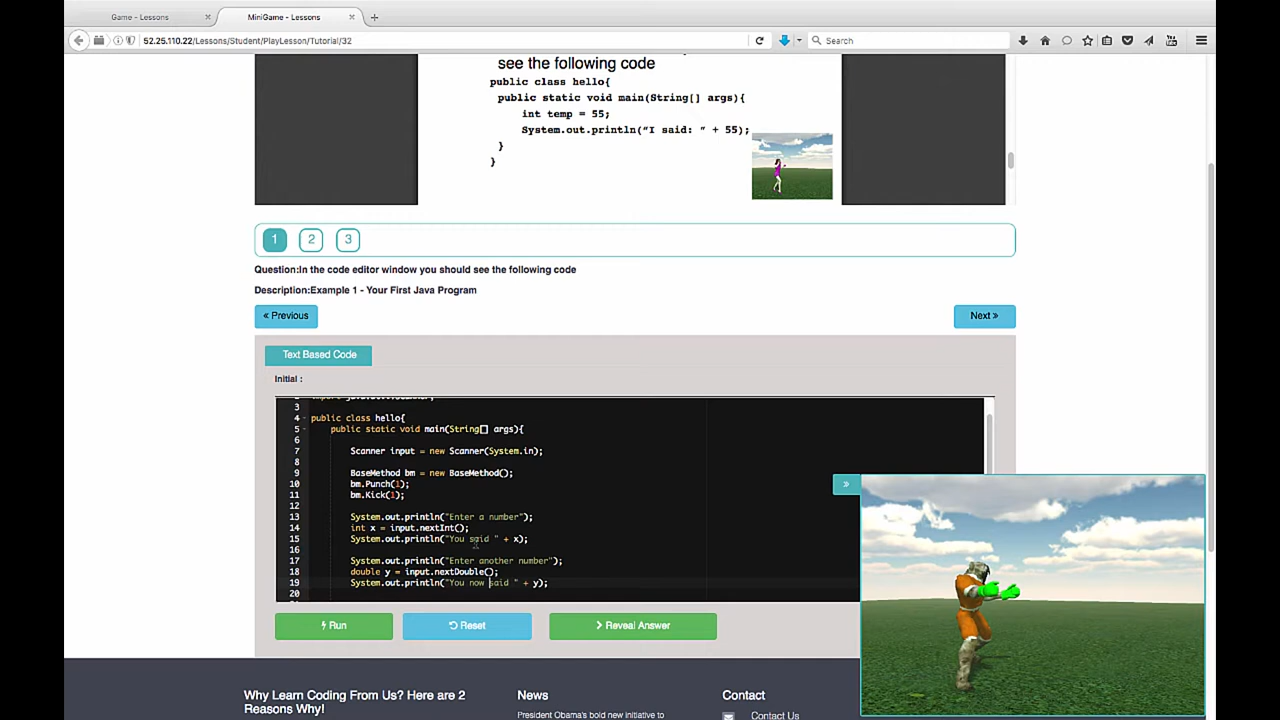 Game - Lessons
MiniGame - Lessons
52.25.110.22/Lessons/Student/PlayLesson/Tutorial/32
Search
see the following code
public class hello{
public static void main(String[] args){
int temp = 55;
System.out.println(“I said: ” + 55);
}
}
1 2 3
Question:In the code editor window you should see the following code
Description:Example 1 - Your First Java Program
« Previous
Next »
Text Based Code
Initial :
3
4 public class hello{
5 public static void main(String[] args){
6
7 Scanner input = new Scanner(System.in);
8
9 BaseMethod bm = new BaseMethod();
10 bm.Punch(1);
11 bm.Kick(1);
12
13 System.out.println("Enter a number");
14 int x = input.nextInt();
15 System.out.println("You said " + x);
16
17 System.out.println("Enter another number");
18 double y = input.nextDouble();
19 System.out.println("You now said " + y);
20
»
Run
Reset
Reveal Answer
Why Learn Coding From Us? Here are 2
Reasons Why!
News
President Obama's bold new initiative to
Contact
Contact Us